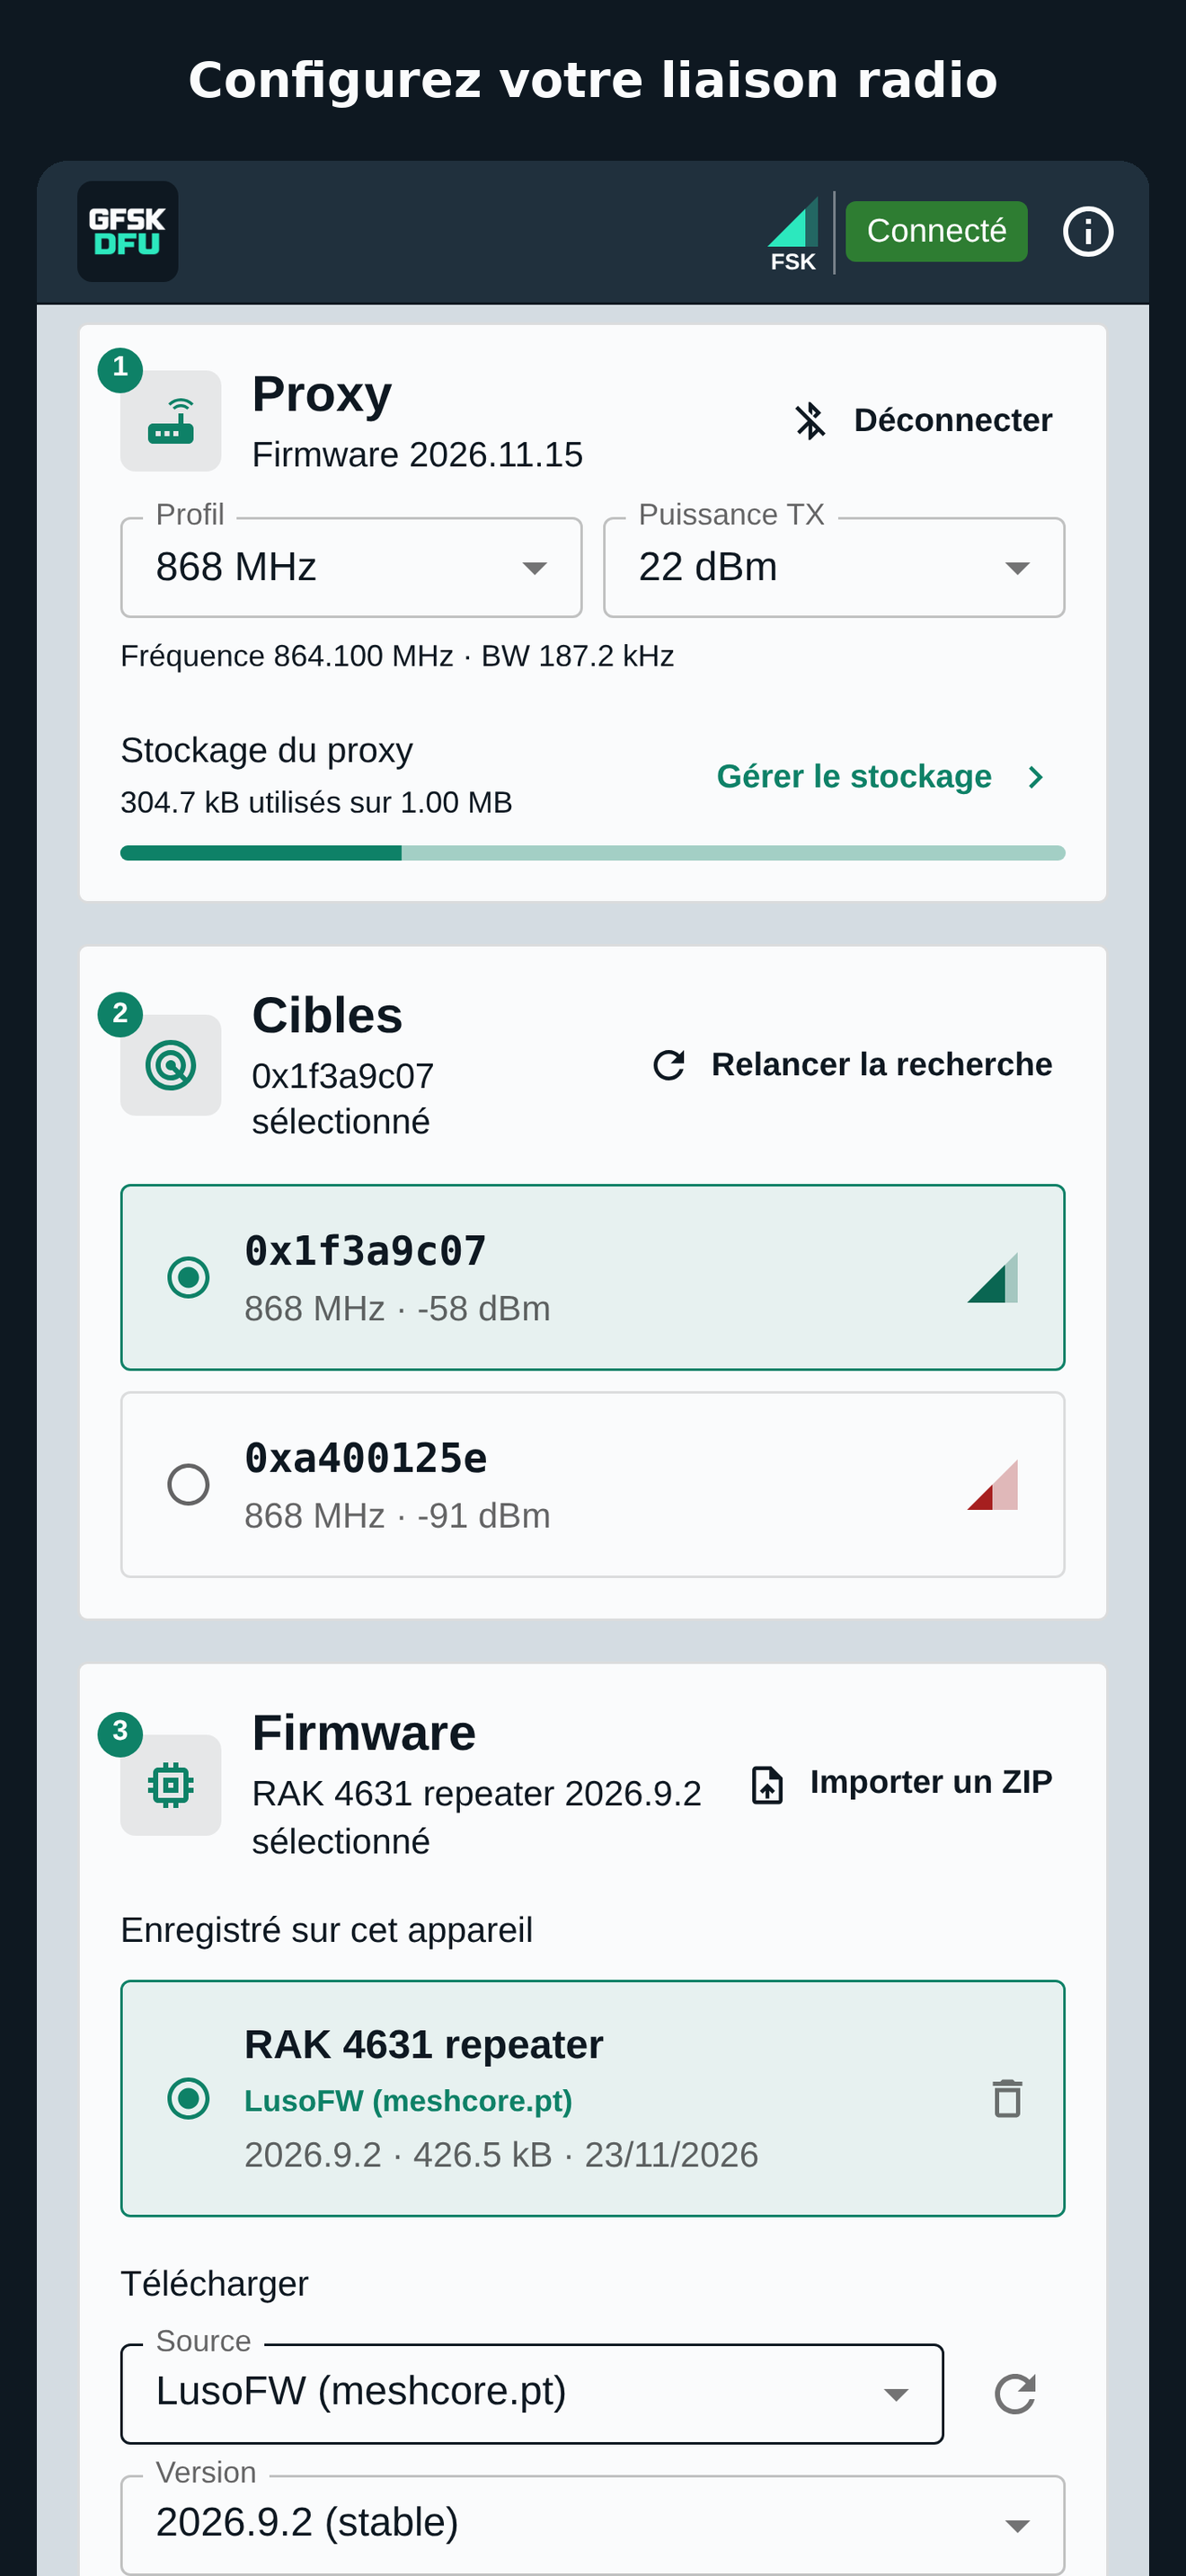 Configurez votre liaison radio
GFSK
DFU
FSK
Connecté
1
Proxy
Firmware 2026.11.15
Déconnecter
Profil
868 MHz
Puissance TX
22 dBm
Fréquence 864.100 MHz · BW 187.2 kHz
Stockage du proxy
304.7 kB utilisés sur 1.00 MB
Gérer le stockage
2
Cibles
0x1f3a9c07
sélectionné
Relancer la recherche
0x1f3a9c07
868 MHz · -58 dBm
0xa400125e
868 MHz · -91 dBm
3
Firmware
RAK 4631 repeater 2026.9.2
sélectionné
Importer un ZIP
Enregistré sur cet appareil
RAK 4631 repeater
LusoFW (meshcore.pt)
2026.9.2 · 426.5 kB · 23/11/2026
Télécharger
Source
LusoFW (meshcore.pt)
Version
2026.9.2 (stable)